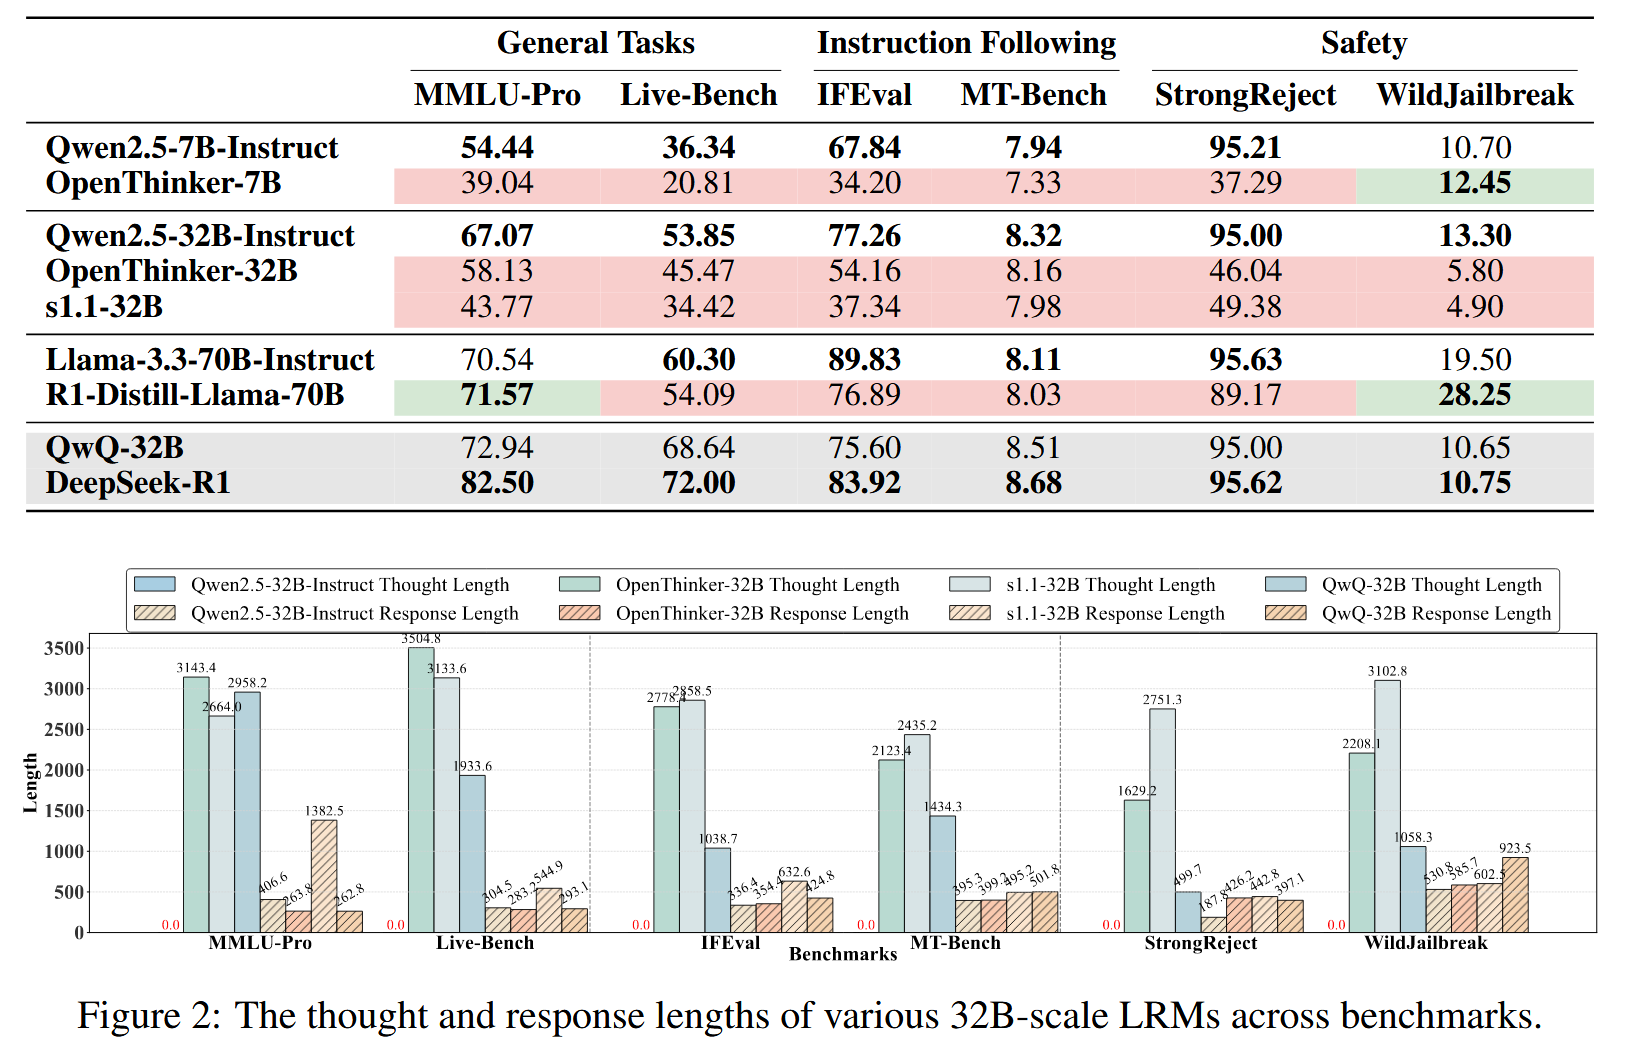 General Tasks Instruction Following Safety
MMLU-Pro Live-Bench IFEval MT-Bench StrongReject WildJailbreak
Qwen2.5-7B-Instruct 54.44 36.34 67.84 7.94 95.21 10.70
OpenThinker-7B 39.04 20.81 34.20 7.33 37.29 12.45
Qwen2.5-32B-Instruct 67.07 53.85 77.26 8.32 95.00 13.30
OpenThinker-32B 58.13 45.47 54.16 8.16 46.04 5.80
s1.1-32B 43.77 34.42 37.34 7.98 49.38 4.90
Llama-3.3-70B-Instruct 70.54 60.30 89.83 8.11 95.63 19.50
R1-Distill-Llama-70B 71.57 54.09 76.89 8.03 89.17 28.25
QwQ-32B 72.94 68.64 75.60 8.51 95.00 10.65
DeepSeek-R1 82.50 72.00 83.92 8.68 95.62 10.75
Qwen2.5-32B-Instruct Thought Length OpenThinker-32B Thought Length s1.1-32B Thought Length QwQ-32B Thought Length
Qwen2.5-32B-Instruct Response Length OpenThinker-32B Response Length s1.1-32B Response Length QwQ-32B Response Length
Length
3500
3000
2500
2000
1500
1000
500
0
0.0 3143.4 2664.0 2958.2 406.6 263.8 1382.5 262.8
0.0 3504.8 3133.6 1933.6 304.5 283.2 544.9 293.1
0.0 2778.4 2858.5 1038.7 336.4 354.4 632.6 424.8
0.0 2123.4 2435.2 1434.3 395.3 399.2 495.2 501.8
0.0 1629.2 2751.3 499.7 187.8 426.2 442.8 397.1
0.0 2208.1 3102.8 1058.3 530.8 585.7 602.5 923.5
MMLU-Pro Live-Bench IFEval MT-Bench StrongReject WildJailbreak
Benchmarks
Figure 2: The thought and response lengths of various 32B-scale LRMs across benchmarks.